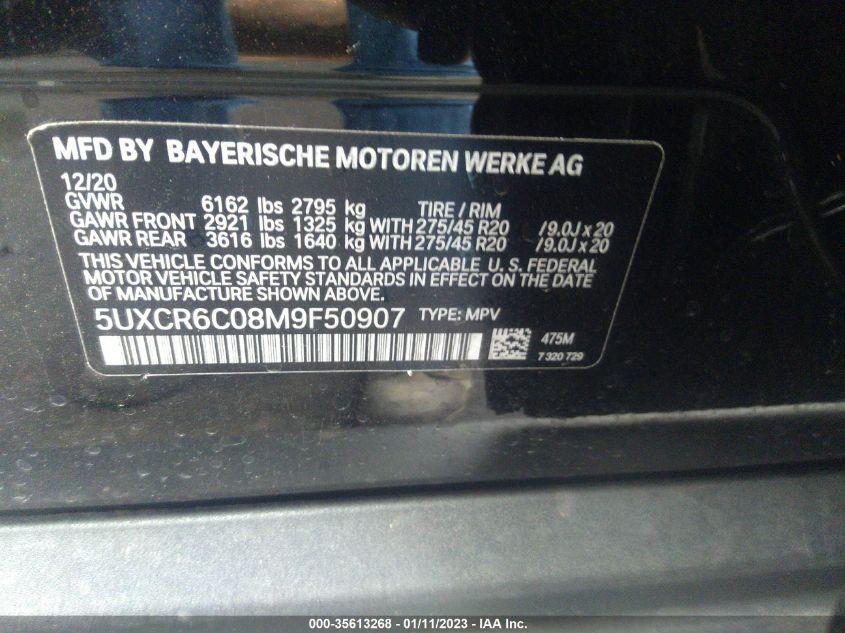 MFD BY BAYERISCHE MOTOREN WERKE AG
12/20
GVWR 6162 lbs 2795 kg TIRE / RIM
GAWR FRONT 2921 lbs 1325 kg WITH 275/45 R20 /9.0J x 20
GAWR REAR 3616 lbs 1640 kg WITH 275/45 R20 /9.0J x 20
THIS VEHICLE CONFORMS TO ALL APPLICABLE U. S. FEDERAL
MOTOR VEHICLE SAFETY STANDARDS IN EFFECT ON THE DATE
OF MANUFACTURE SHOWN ABOVE.
5UXCR6C08M9F50907 TYPE: MPV
475M
7 320 729
000-35613268 - 01/11/2023 - IAA Inc.